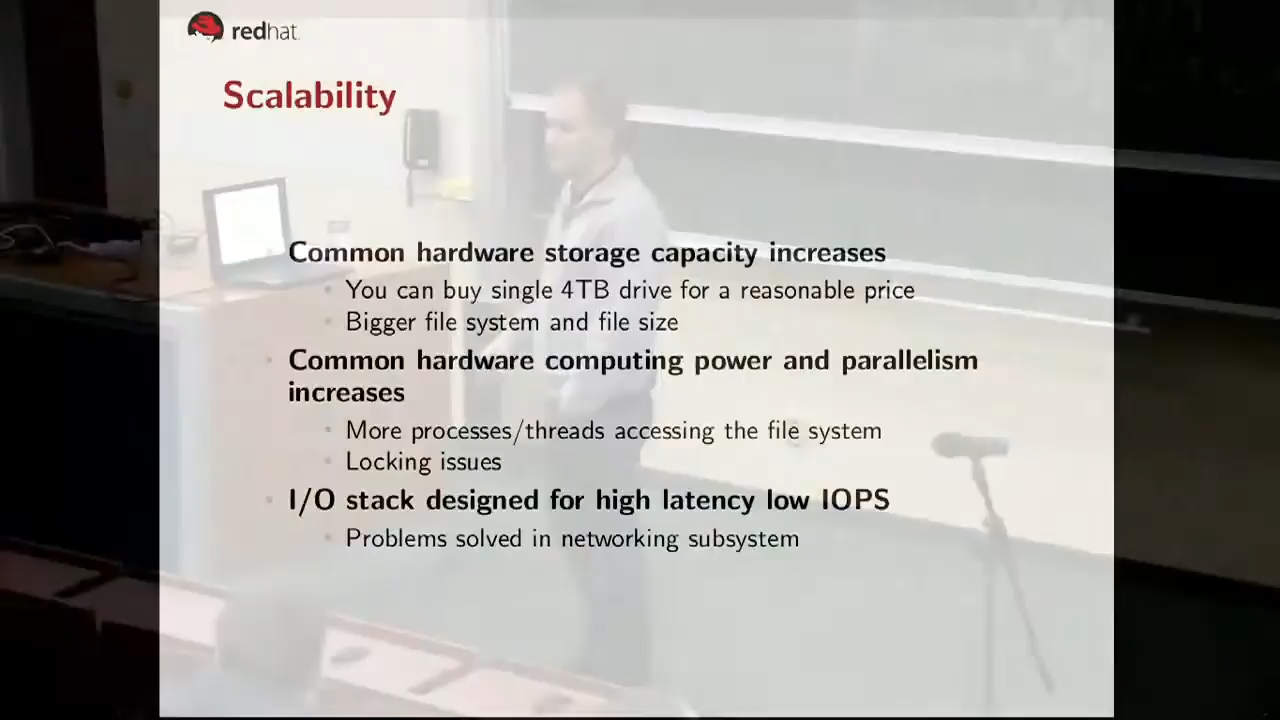 redhat.
Scalability
Common hardware storage capacity increases
You can buy single 4TB drive for a reasonable price
Bigger file system and file size
Common hardware computing power and parallelism
increases
More processes/threads accessing the file system
Locking issues
I/O stack designed for high latency low IOPS
Problems solved in networking subsystem